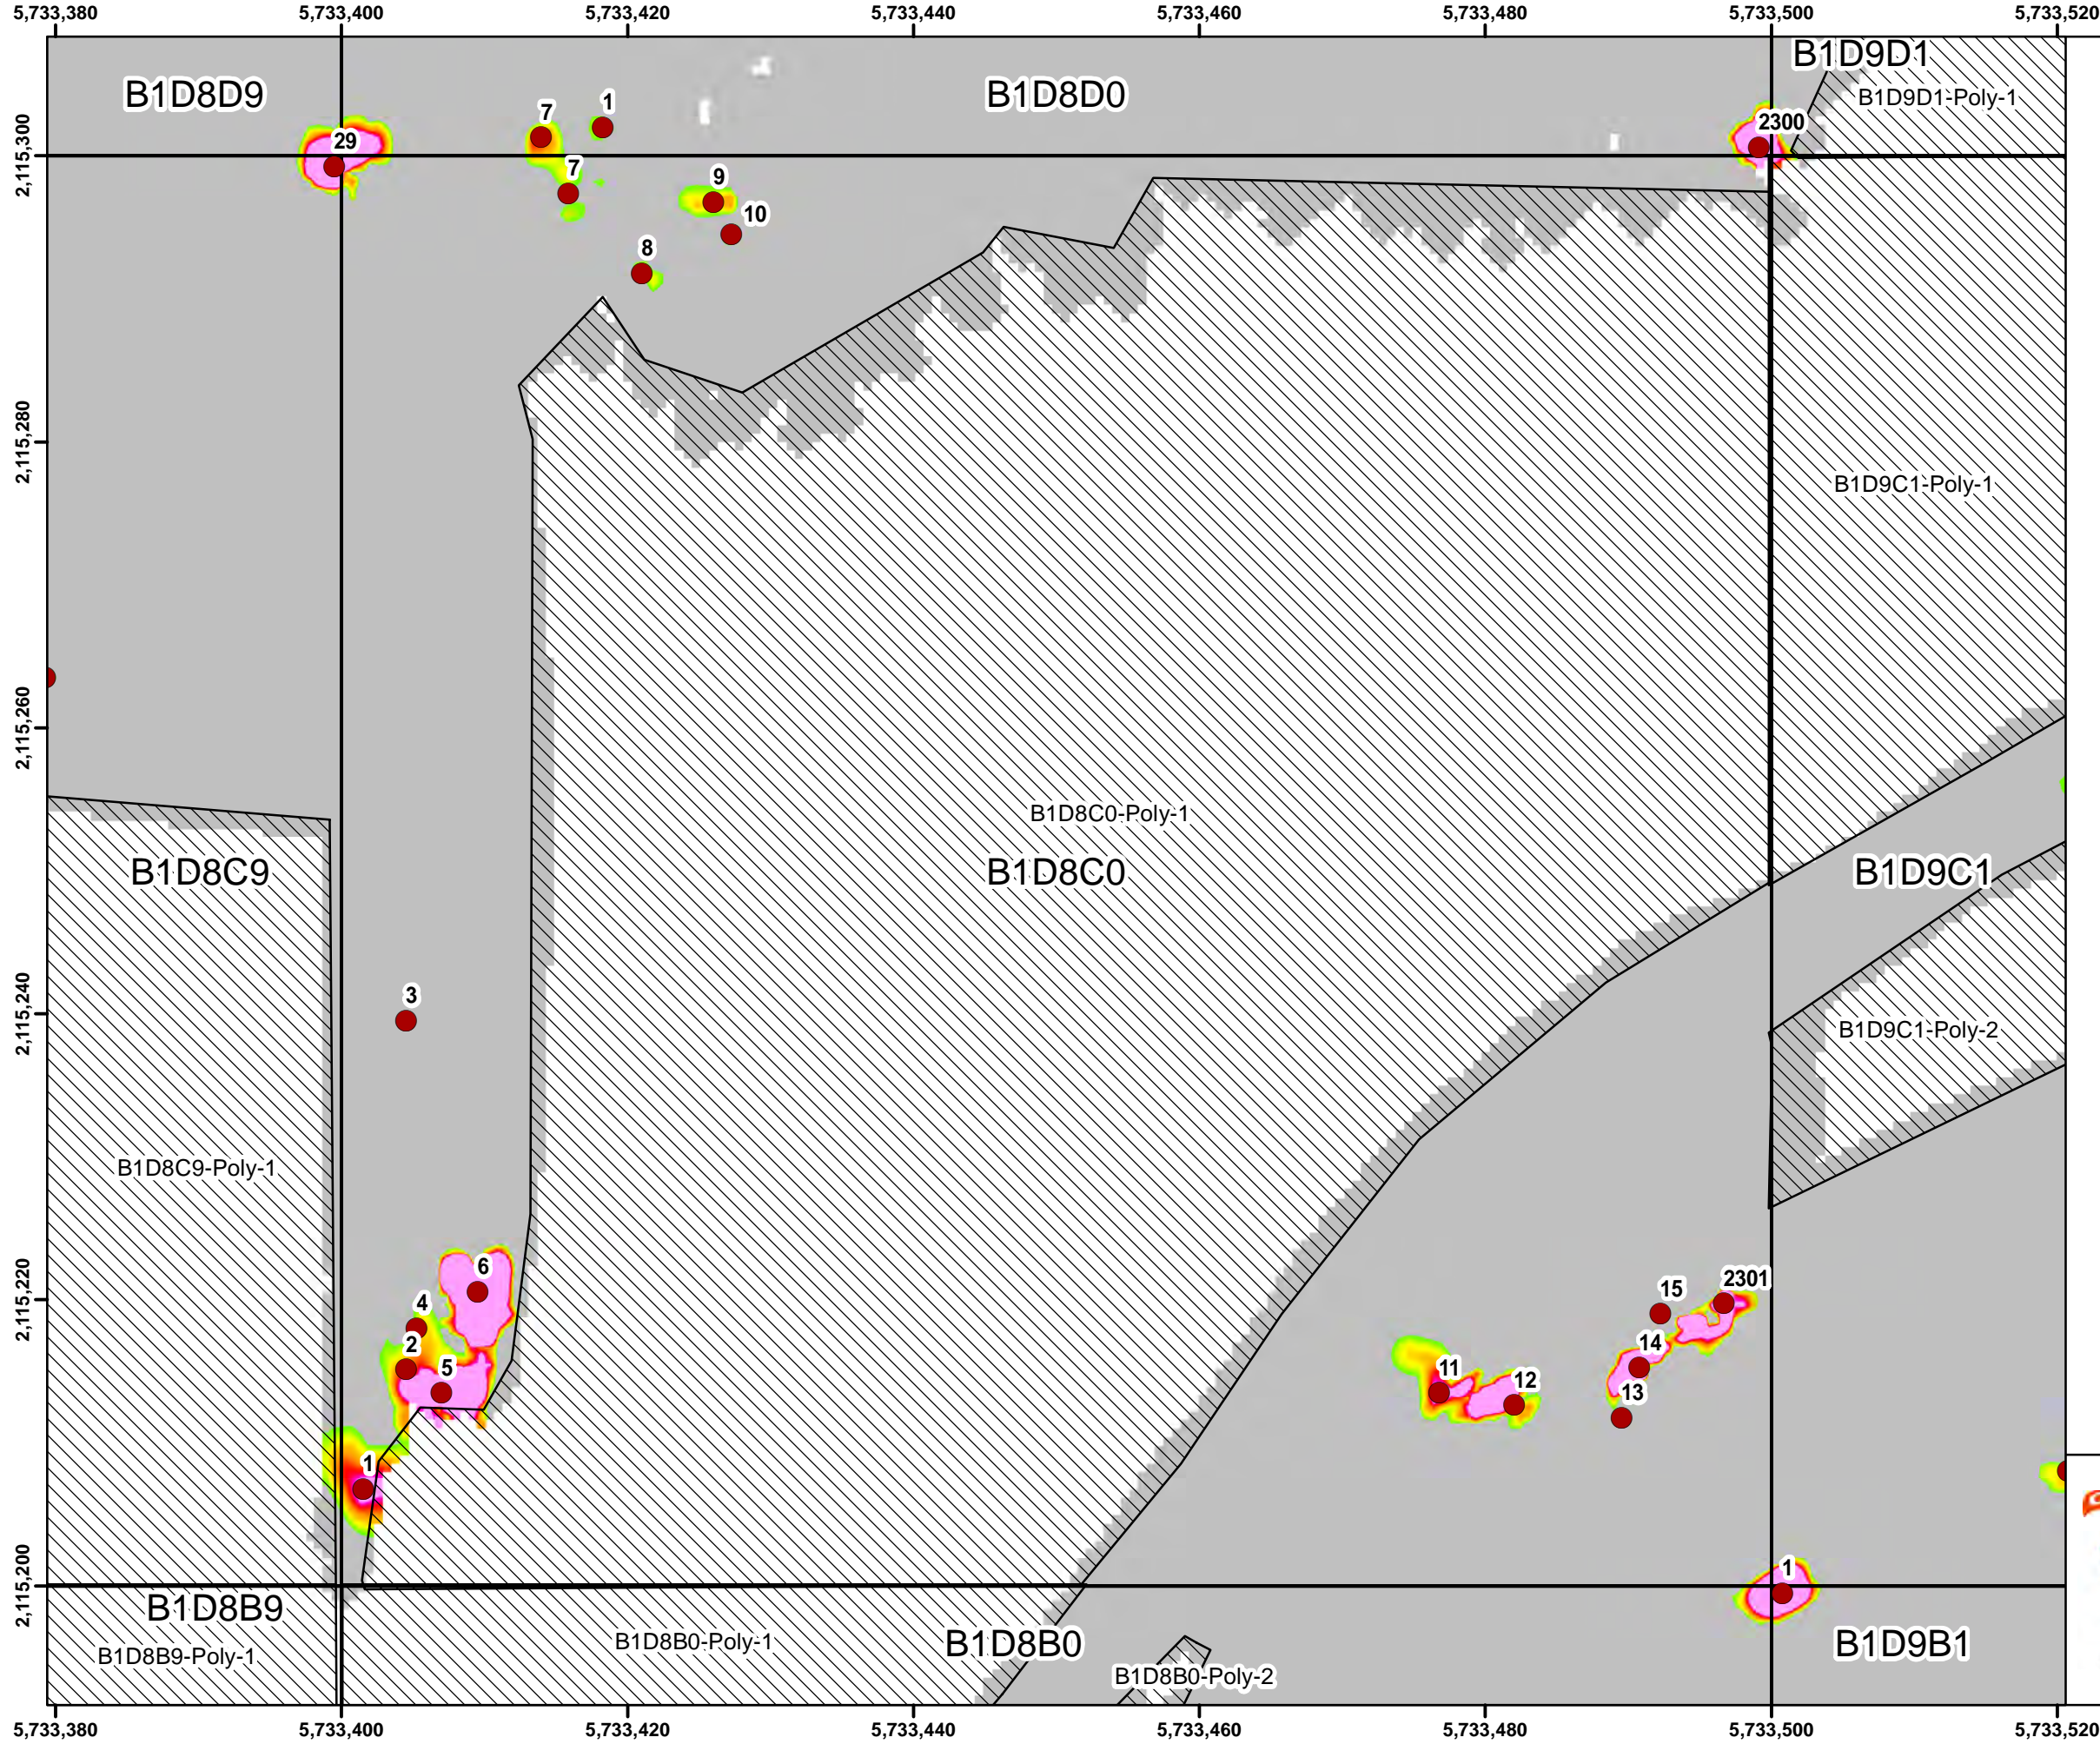 5,733,380 5,733,400 5,733,420 5,733,440 5,733,460 5,733,480 5,733,500 5,733,520
B1D9D1
B1D8D9 B1D8D0 B1D9D1-Poly-1
7 1
29 2300
2,115,300
7
9
10
8
2,115,280
B1D9C1-Poly-1
2,115,260
B1D8C0-Poly-1
B1D8C9 B1D8C0 B1D9C1
3
2,115,240
B1D9C1-Poly-2
B1D8C9-Poly-1
6
2,115,220
15 2301
4
2 14
5 11 12
13
1
1
2,115,200
B1D8B9
B1D8B0-Poly-1 B1D8B0 B1D9B1
B1D8B9-Poly-1
B1D8B0-Poly-2
5,733,380 5,733,400 5,733,420 5,733,440 5,733,460 5,733,480 5,733,500 5,733,520